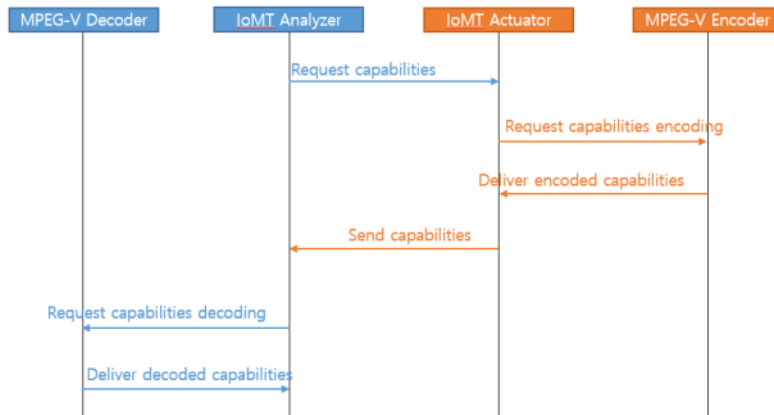 MPEG-V Decoder
IoMT Analyzer
IoMT Actuator
MPEG-V Encoder
Request capabilities
Request capabilities encoding
Deliver encoded capabilities
Send capabilities
Request capabilities decoding
Deliver decoded capabilities